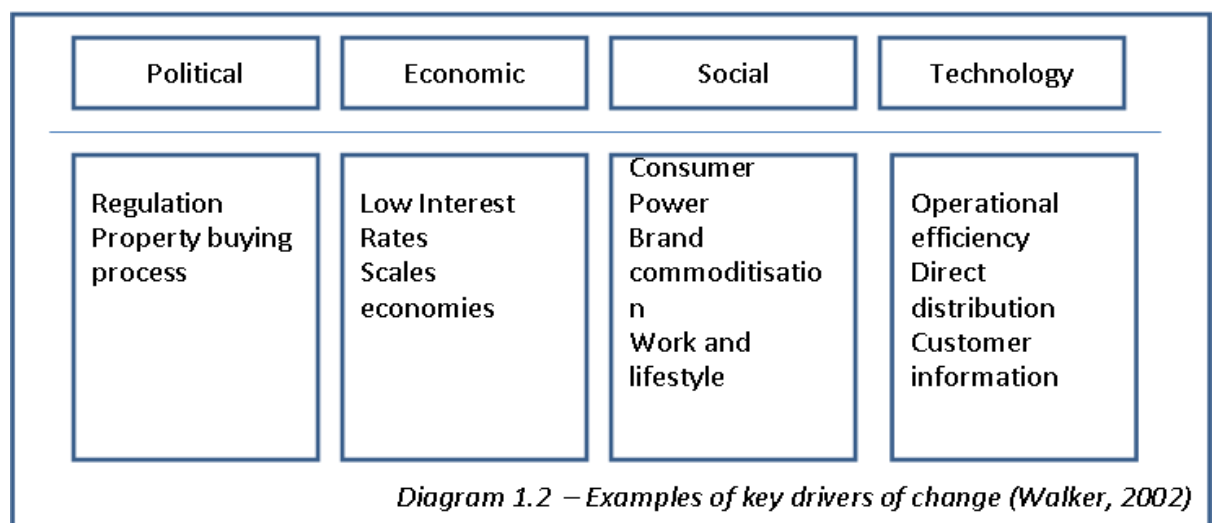 Political
Economic
Social
Technology
Regulation
Property buying
process
Low Interest
Rates
Scales
economies
Consumer
Power
Brand
commoditisatio
n
Work and
lifestyle
Operational
efficiency
Direct
distribution
Customer
information
Diagram 1.2 – Examples of key drivers of change (Walker, 2002)